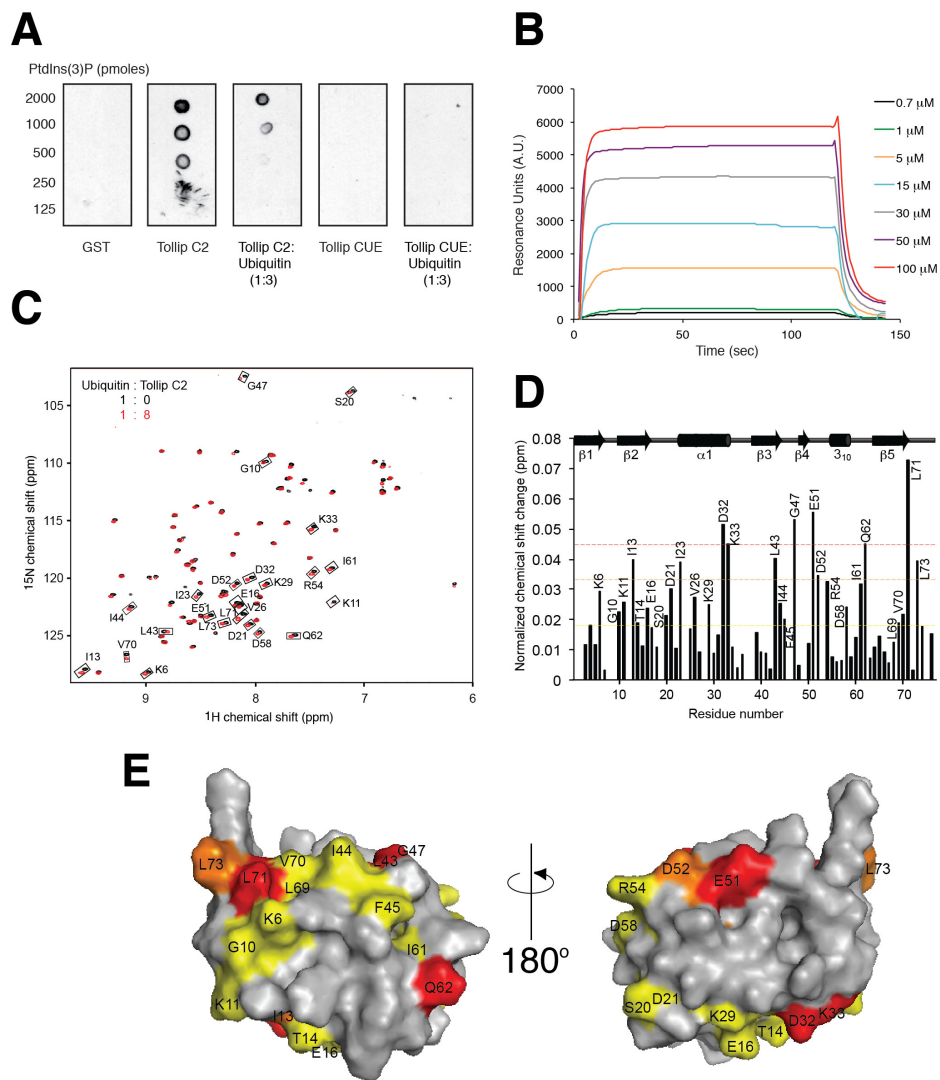 A
PtdIns(3)P (pmoles)
2000
1000
500
250
125
GST
Tollip C2
Tollip C2:
Ubiquitin
(1:3)
Tollip CUE
Tollip CUE:
Ubiquitin
(1:3)
B
Resonance Units (A.U.)
7000
6000
5000
4000
3000
2000
1000
0
0
50
100
150
Time (sec)
0.7 μM
1 μM
5 μM
15 μM
30 μM
50 μM
100 μM
C
Ubiquitin : Tollip C2
1 : 0
1 : 8
15N chemical shift (ppm)
105
110
115
120
125
G47
S20
G10
K33
I61
D32
D52
R54
E16
K29
I23
K11
V26
E51
L71
I44
L73
L43
D21
D58
Q62
V70
I13
K6
9
8
7
6
1H chemical shift (ppm)
D
Normalized chemical shift change (ppm)
0.08
0.07
0.06
0.05
0.04
0.03
0.02
0.01
0
β1
β2
α1
β3
β4
310
β5
K6
G10
K11
I13
T14
E16
S20
D21
I23
V26
K29
D32
K33
L43
I44
F45
G47
E51
D52
R54
D58
I61
Q62
L69
V70
L71
L73
10
20
30
40
50
60
70
Residue number
E
L73
L71
V70
L69
I44
L43
G47
K6
F45
G10
I61
Q62
K11
I13
T14
E16
180o
D52
E51
L73
R54
D58
S20
D21
K29
K33
D32
T14
E16